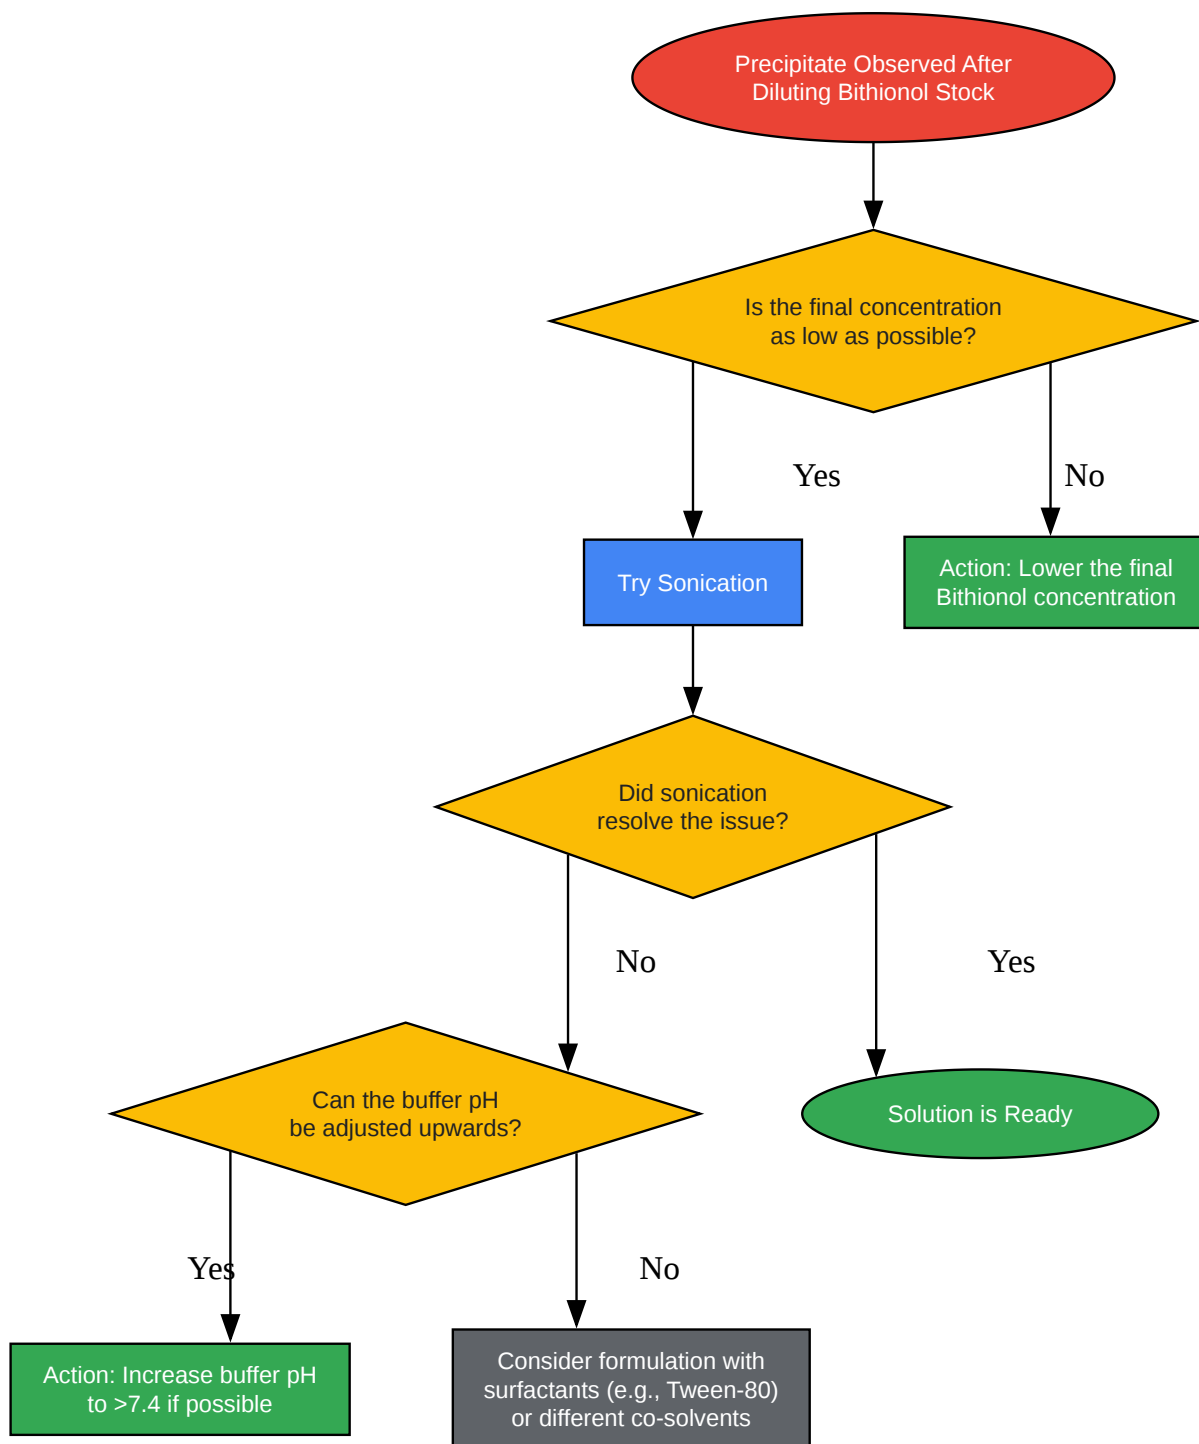 Precipitate Observed After
Diluting Bithionol Stock
Is the final concentration
as low as possible?
Yes
No
Try Sonication
Action: Lower the final
Bithionol concentration
Did sonication
resolve the issue?
No
Yes
Can the buffer pH
be adjusted upwards?
Solution is Ready
Yes
No
Action: Increase buffer pH
to >7.4 if possible
Consider formulation with
surfactants (e.g., Tween-80)
or different co-solvents